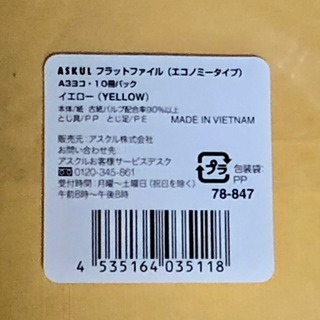 ASKUL フラットファイル（エコノミータイプ）
A3ヨコ・10冊パック
イエロー（YELLOW）
本体/紙 古紙パルプ配合率90%以上
とじ具/PP とじ足/PE
MADE IN VIETNAM
販売元：アスクル株式会社
お問い合わせ先：
アスクルお客様サービスデスク
0120-345-861
受付時間：月曜～土曜日（祝日を除く）
午前8時～午後8時
プラ
包装袋:
PP
78-847
4 535164 035118